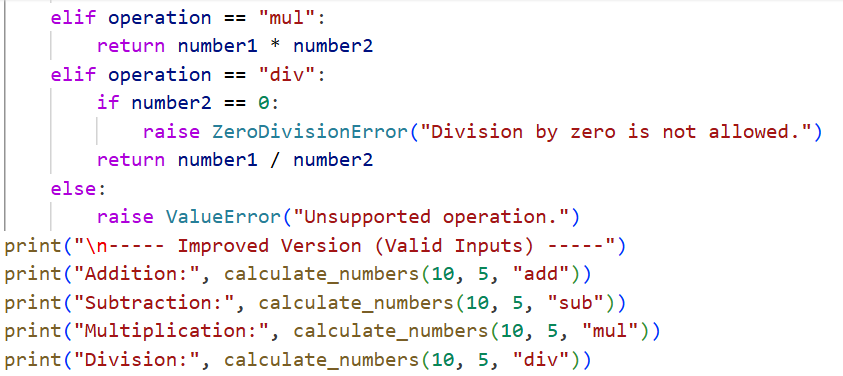 elif operation == "mul":
        return number1 * number2
    elif operation == "div":
        if number2 == 0:
            raise ZeroDivisionError("Division by zero is not allowed.")
        return number1 / number2
    else:
        raise ValueError("Unsupported operation.")
print("\n----- Improved Version (Valid Inputs) -----")
print("Addition:", calculate_numbers(10, 5, "add"))
print("Subtraction:", calculate_numbers(10, 5, "sub"))
print("Multiplication:", calculate_numbers(10, 5, "mul"))
print("Division:", calculate_numbers(10, 5, "div"))